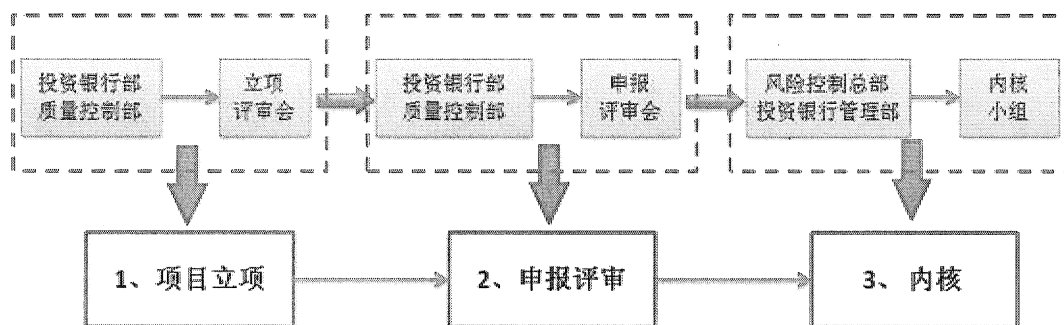 投资银行部
质量控制部
立项
评审会
投资银行部
质量控制部
申报
评审会
风险控制总部
投资银行管理部
内核
小组
1、项目立项
2、申报评审
3、内核